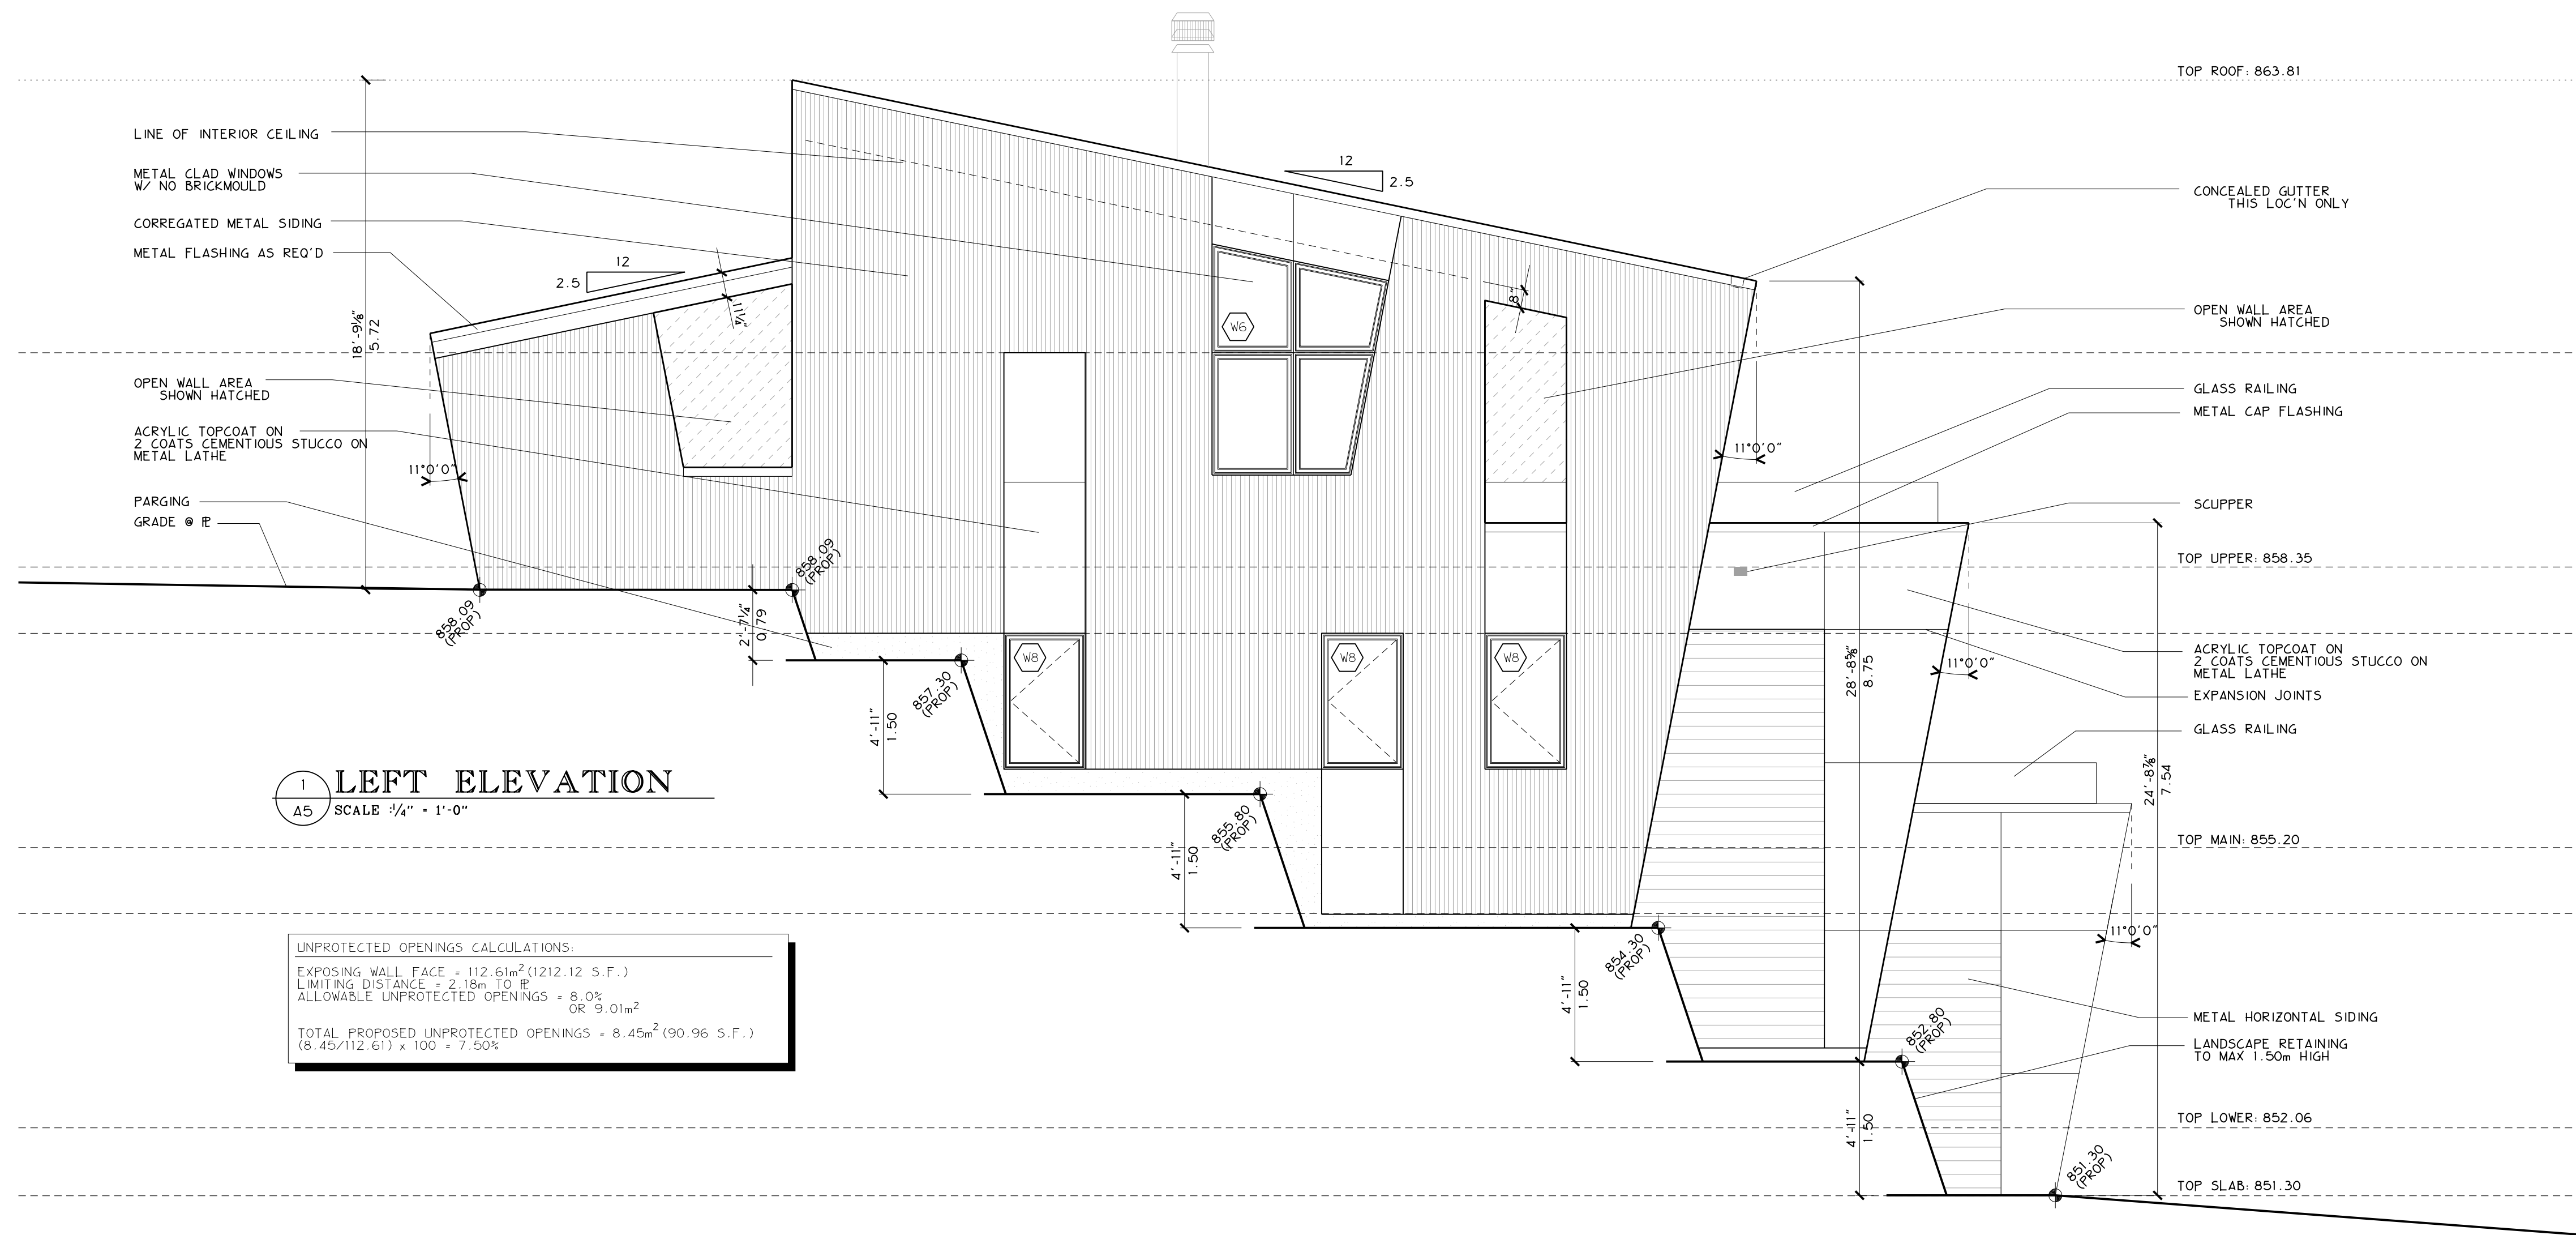 TOP ROOF: 863.81
LINE OF INTERIOR CEILING
METAL CLAD WINDOWS
W/ NO BRICKMOULD
CORREGATED METAL SIDING
METAL FLASHING AS REQ'D
OPEN WALL AREA
SHOWN HATCHED
ACRYLIC TOPCOAT ON
2 COATS CEMENTIOUS STUCCO ON
METAL LATHE
PARGING
GRADE @ ⅊
18'-9⅛"
5.72
12
2.5
11¼"
11°0'0"
12
2.5
8"
W6
W8
W8
W8
11°0'0"
858.09
(PROP)
858.09
(PROP)
2'-7¼"
0.79
857.30
(PROP)
4'-11"
1.50
855.80
(PROP)
4'-11"
1.50
854.30
(PROP)
4'-11"
1.50
852.80
(PROP)
4'-11"
1.50
851.30
(PROP)
28'-8⅝"
8.75
11°0'0"
24'-8⅞"
7.54
11°0'0"
CONCEALED GUTTER
THIS LOC'N ONLY
OPEN WALL AREA
SHOWN HATCHED
GLASS RAILING
METAL CAP FLASHING
SCUPPER
TOP UPPER: 858.35
ACRYLIC TOPCOAT ON
2 COATS CEMENTIOUS STUCCO ON
METAL LATHE
EXPANSION JOINTS
GLASS RAILING
TOP MAIN: 855.20
METAL HORIZONTAL SIDING
LANDSCAPE RETAINING
TO MAX 1.50m HIGH
TOP LOWER: 852.06
TOP SLAB: 851.30
1
A5
LEFT ELEVATION
SCALE :¼" = 1'-0"
UNPROTECTED OPENINGS CALCULATIONS:
EXPOSING WALL FACE = 112.61m² (1212.12 S.F.)
LIMITING DISTANCE = 2.18m TO ⅊
ALLOWABLE UNPROTECTED OPENINGS = 8.0%
OR 9.01m²
TOTAL PROPOSED UNPROTECTED OPENINGS = 8.45m² (90.96 S.F.)
(8.45/112.61) x 100 = 7.50%